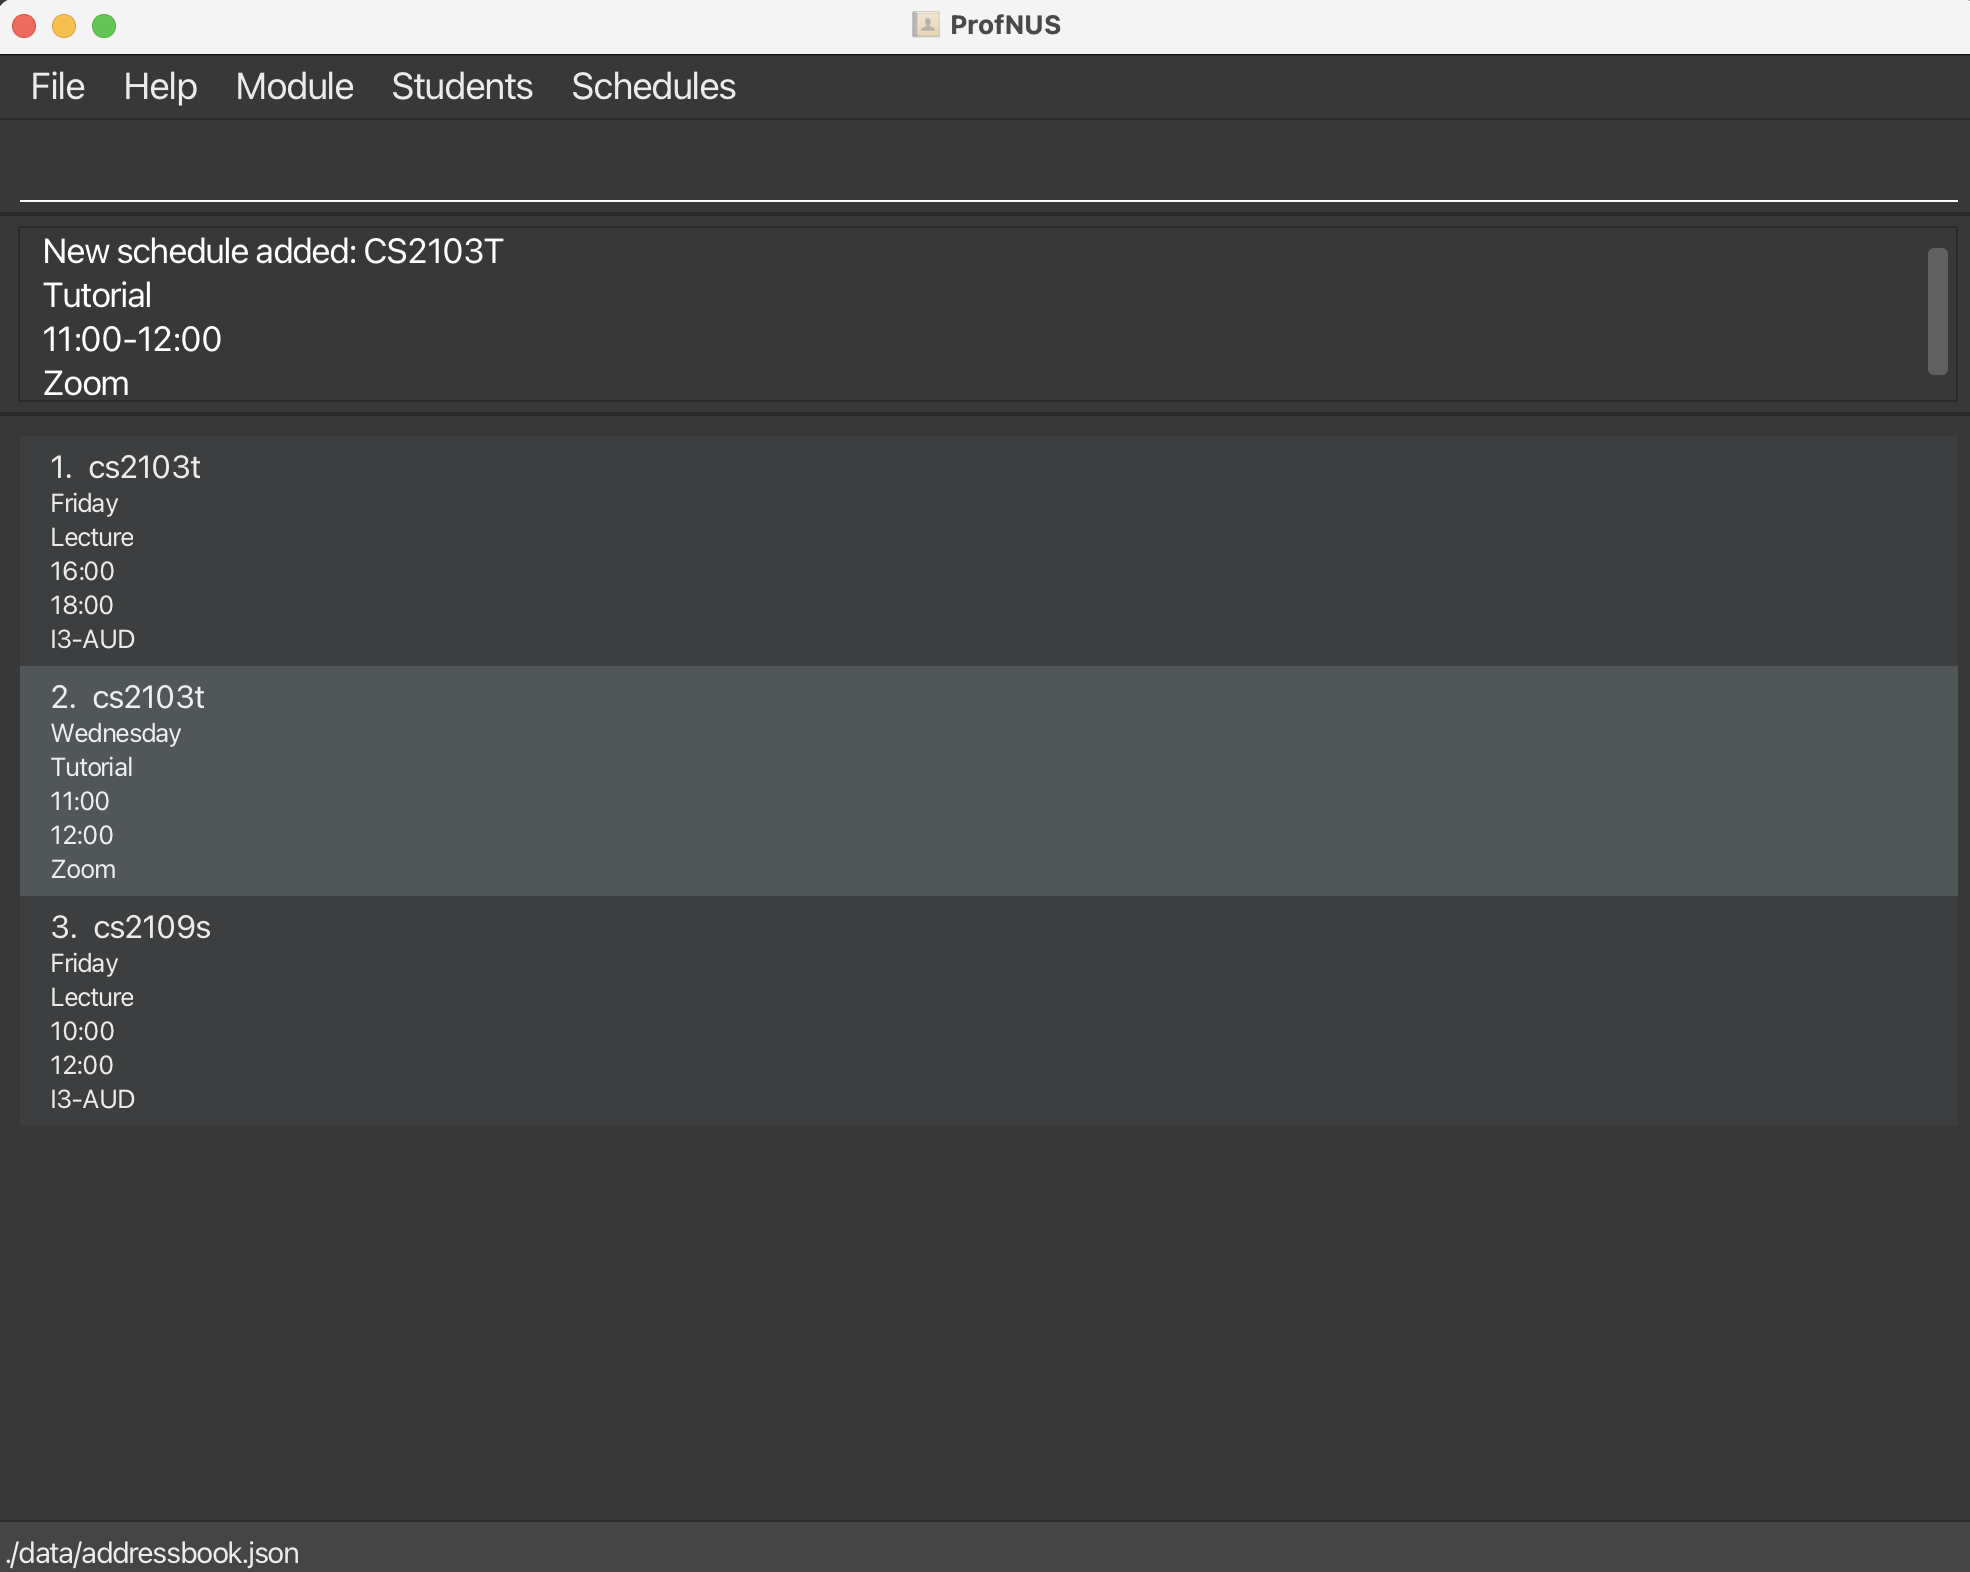 ProfNUS
File Help Module Students Schedules
New schedule added: CS2103T
Tutorial
11:00-12:00
Zoom
1. cs2103t
Friday
Lecture
16:00
18:00
I3-AUD
2. cs2103t
Wednesday
Tutorial
11:00
12:00
Zoom
3. cs2109s
Friday
Lecture
10:00
12:00
I3-AUD
./data/addressbook.json